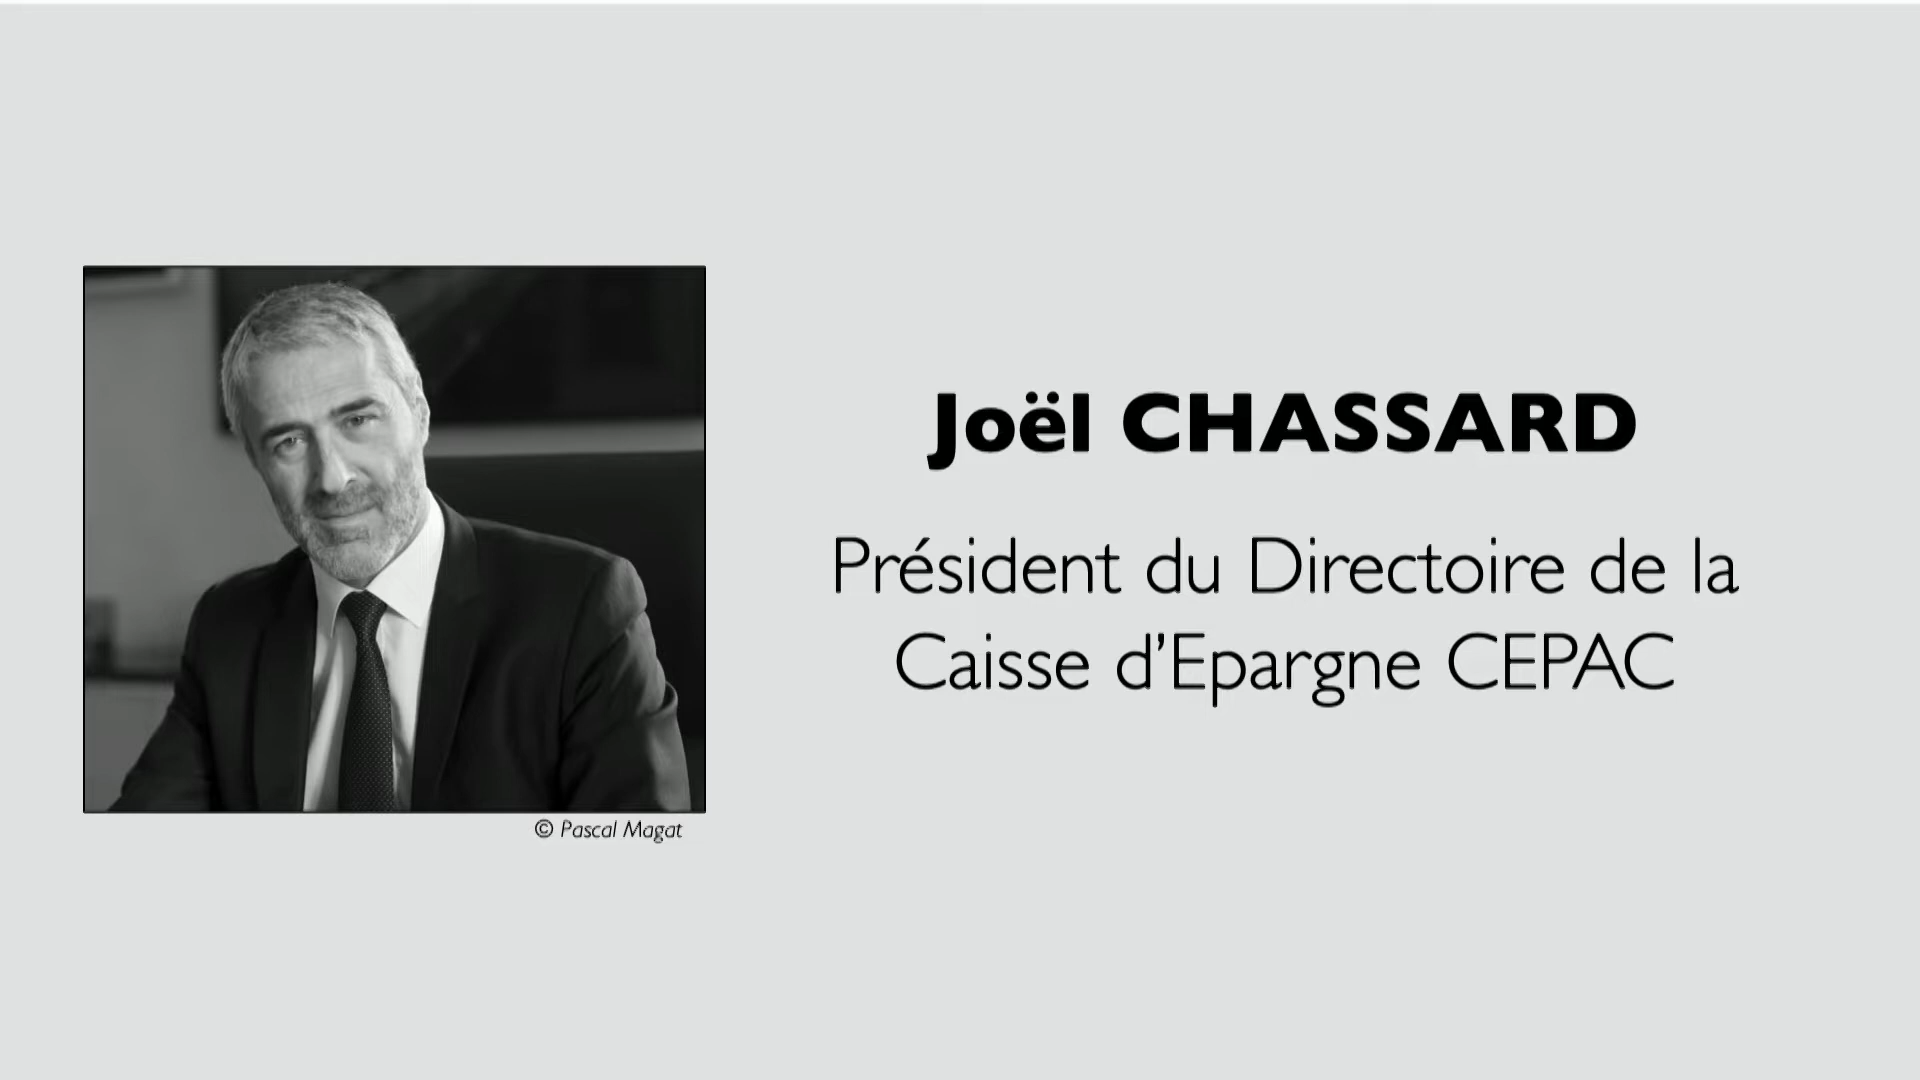 Joël CHASSARD
Président du Directoire de la
Caisse d'Epargne CEPAC
© Pascal Magat